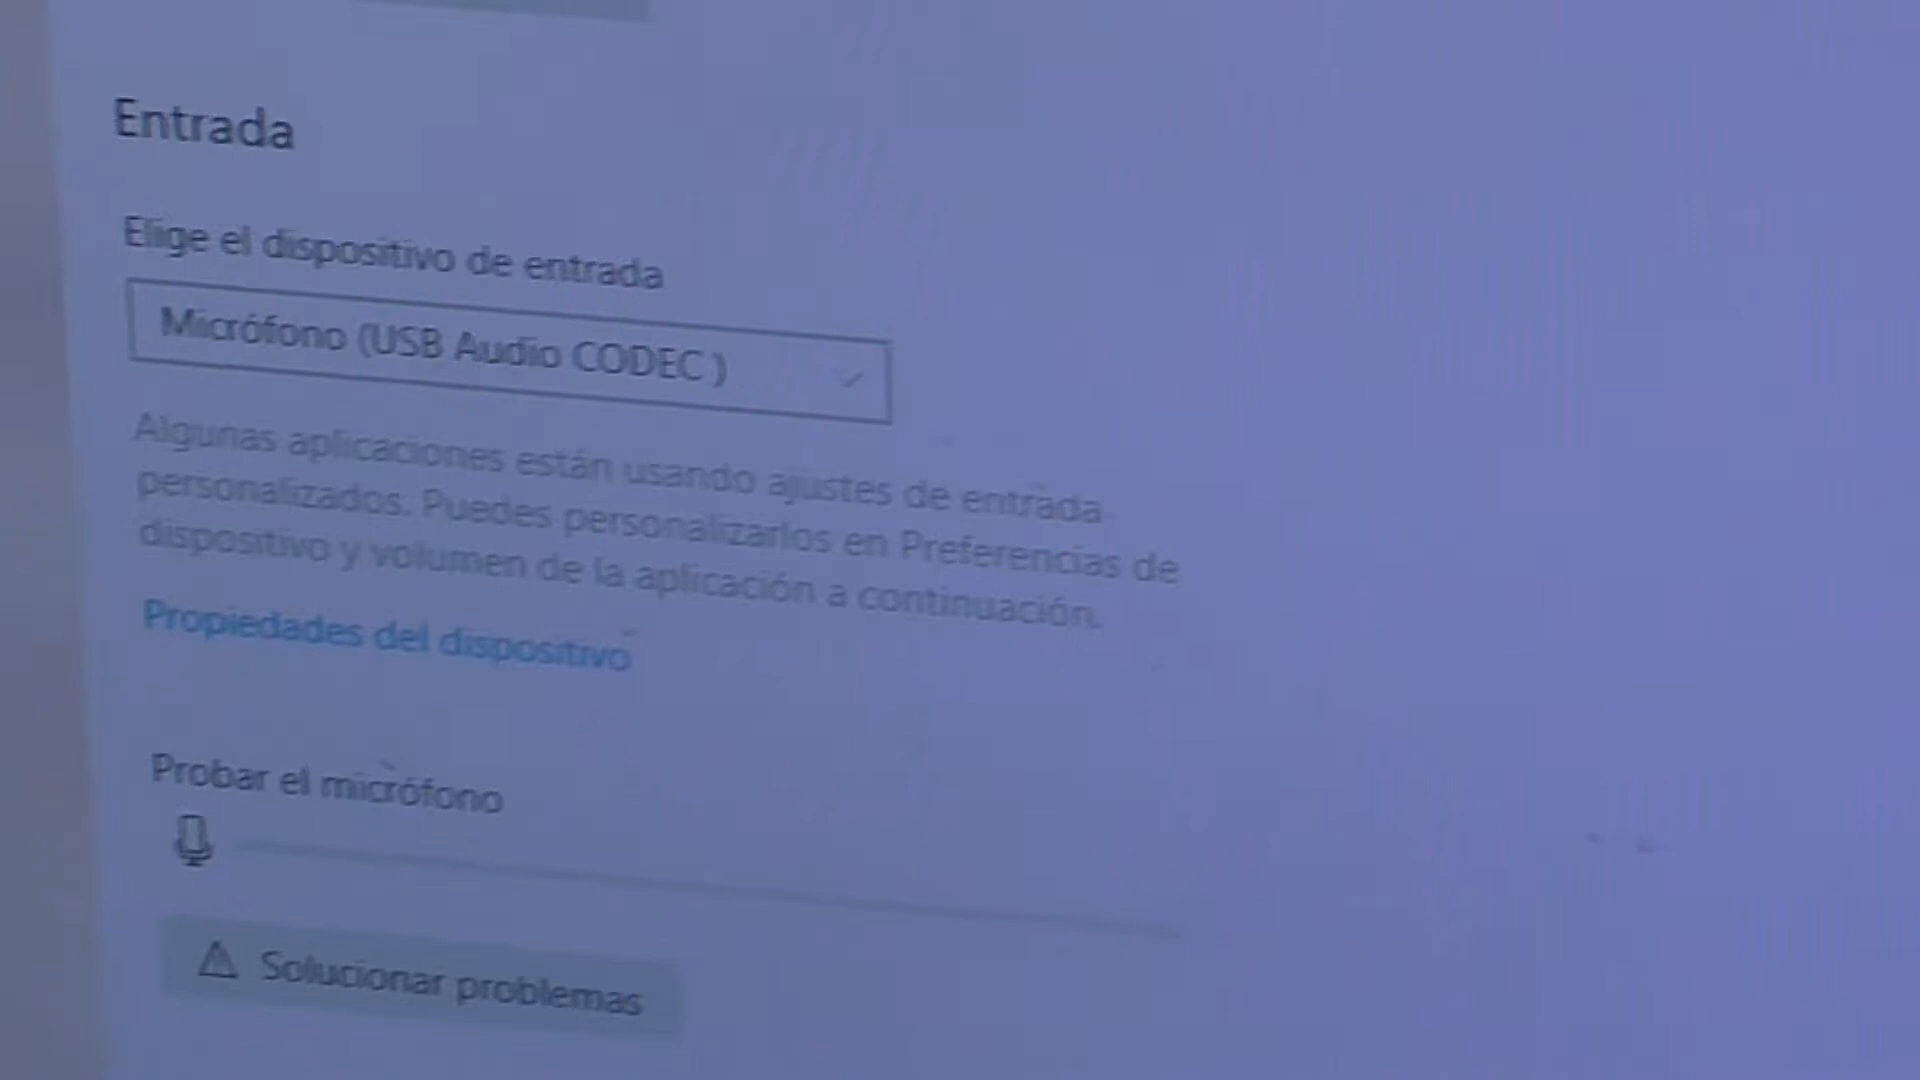 Entrada
Elige el dispositivo de entrada
Micrófono (USB Audio CODEC )
Algunas aplicaciones están usando ajustes de entrada
personalizados. Puedes personalizarlos en Preferencias de
dispositivo y volumen de la aplicación a continuación.
Propiedades del dispositivo
Probar el micrófono
Solucionar problemas